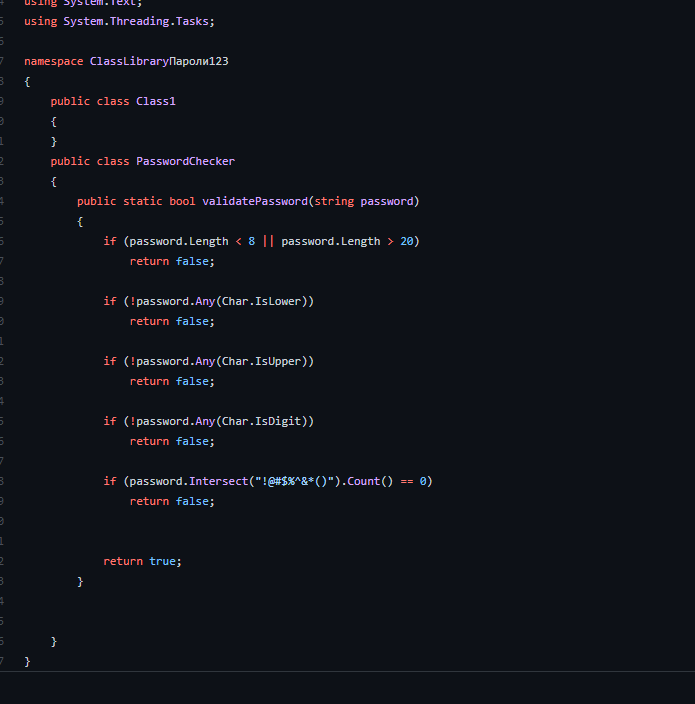 using System.Text;
using System.Threading.Tasks;
namespace ClassLibraryПароли123
{
public class Class1
{
}
public class PasswordChecker
{
public static bool validatePassword(string password)
{
if (password.Length < 8 || password.Length > 20)
return false;
if (!password.Any(Char.IsLower))
return false;
if (!password.Any(Char.IsUpper))
return false;
if (!password.Any(Char.IsDigit))
return false;
if (password.Intersect("!@#$%^&*()").Count() == 0)
return false;
return true;
}
}
}